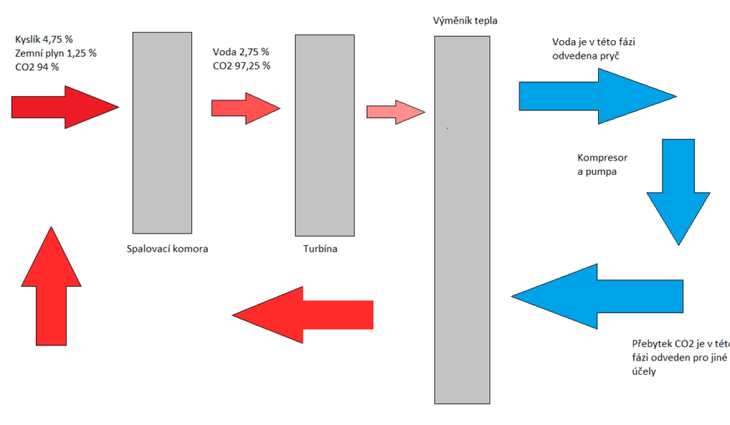 Výměník tepla
Kyslík 4,75 %
Zemní plyn 1,25 %
CO2 94 %
Voda 2,75 %
CO2 97,25 %
Voda je v této fázi
odvedena pryč
Kompresor
a pumpa
Spalovací komora
Turbína
Přebytek CO2 je v této
fázi odveden pro jiné
účely